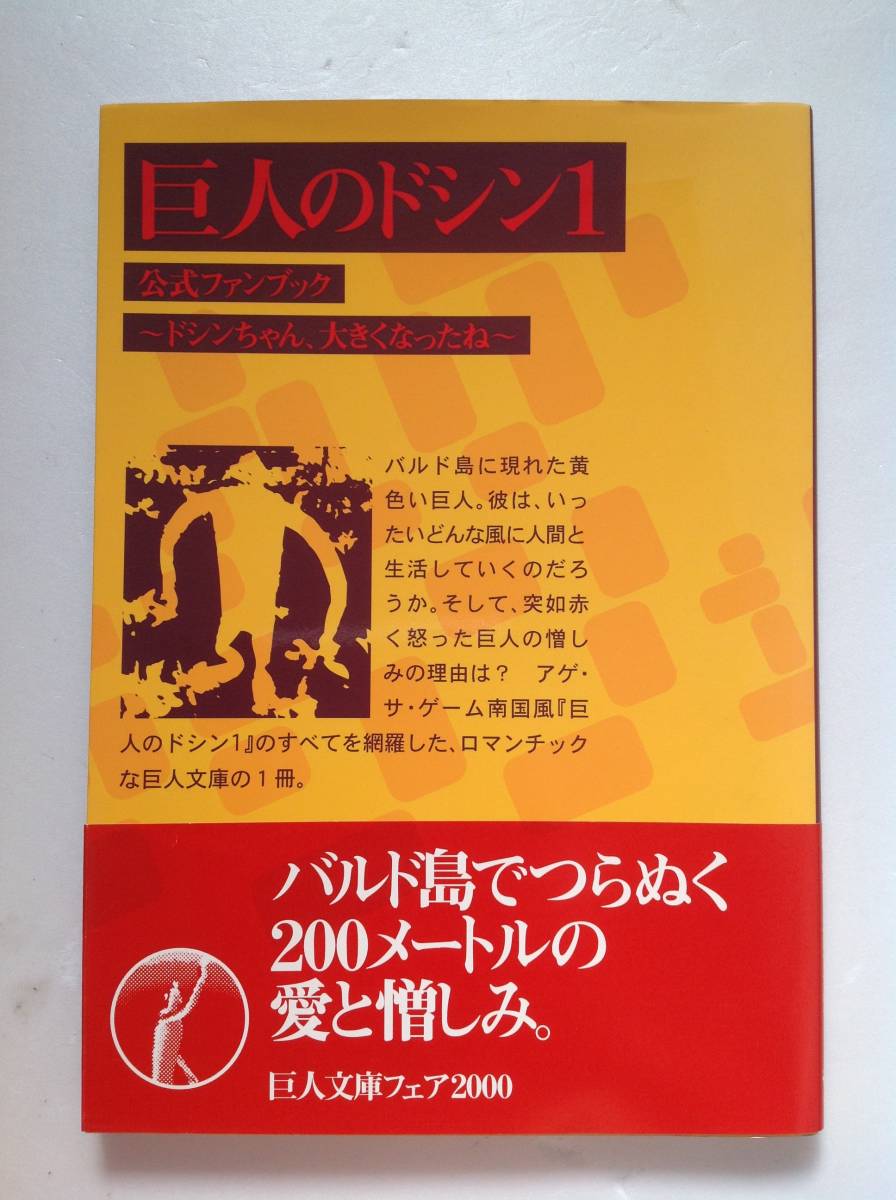 巨人のドシン1
公式ファンブック
～ドシンちゃん、大きくなったね～
バルド島に現れた黄
色い巨人。彼は、いっ
たいどんな風に人間と
生活していくのだろ
うか。そして、突如赤
く怒った巨人の憎し
みの理由は？　アゲ・
サ・ゲーム南国風『巨
人のドシン1』のすべてを網羅した、ロマンチック
な巨人文庫の1冊。
バルド島でつらぬく
200メートルの
愛と憎しみ。
巨人文庫フェア2000